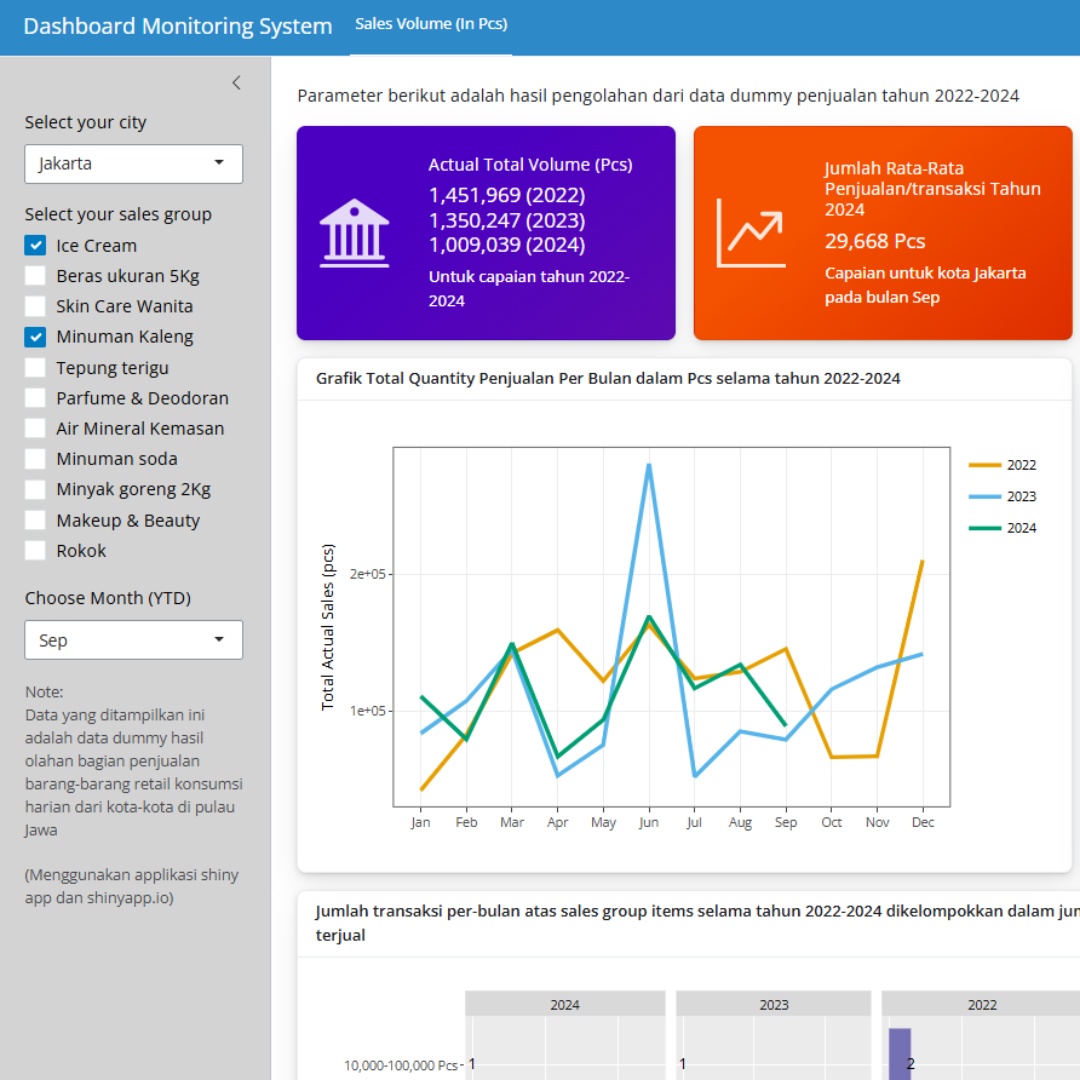 Dashboard Monitoring System
Sales Volume (In Pcs)
Select your city
Jakarta
Select your sales group
Ice Cream
Beras ukuran 5Kg
Skin Care Wanita
Minuman Kaleng
Tepung terigu
Parfume & Deodoran
Air Mineral Kemasan
Minuman soda
Minyak goreng 2Kg
Makeup & Beauty
Rokok
Choose Month (YTD)
Sep
Note:
Data yang ditampilkan ini
adalah data dummy hasil
olahan bagian penjualan
barang-barang retail konsumsi
harian dari kota-kota di pulau
Jawa
(Menggunakan applikasi shiny
app dan shinyapp.io)
Parameter berikut adalah hasil pengolahan dari data dummy penjualan tahun 2022-2024
Actual Total Volume (Pcs)
1,451,969 (2022)
1,350,247 (2023)
1,009,039 (2024)
Untuk capaian tahun 2022-
2024
Jumlah Rata-Rata
Penjualan/transaksi Tahun
2024
29,668 Pcs
Capaian untuk kota Jakarta
pada bulan Sep
Grafik Total Quantity Penjualan Per Bulan dalam Pcs selama tahun 2022-2024
Total Actual Sales (pcs)
2e+05
1e+05
Jan Feb Mar Apr May Jun Jul Aug Sep Oct Nov Dec
2022
2023
2024
Jumlah transaksi per-bulan atas sales group items selama tahun 2022-2024 dikelompokkan dalam
terjual
2024 2023 2022
10,000-100,000 Pcs 1 1 2